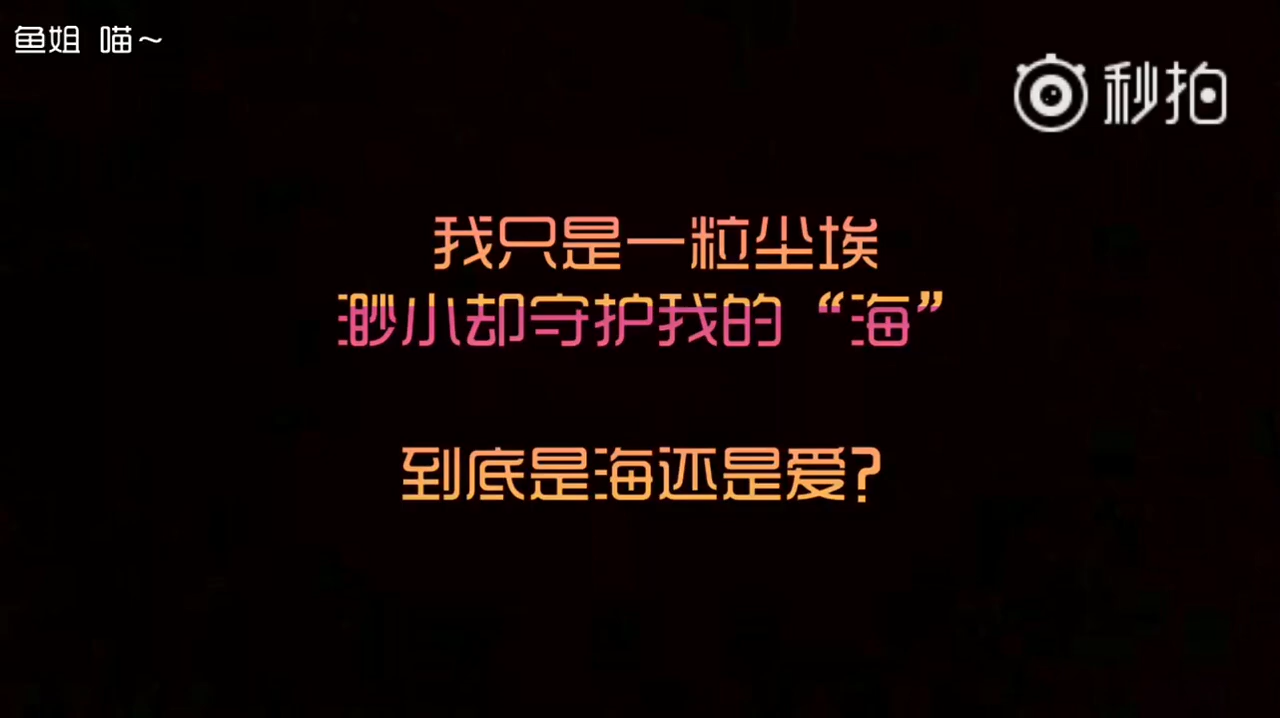 鱼姐 喵～
秒拍
我只是一粒尘埃
渺小却守护我的“海”
到底是海还是爱？